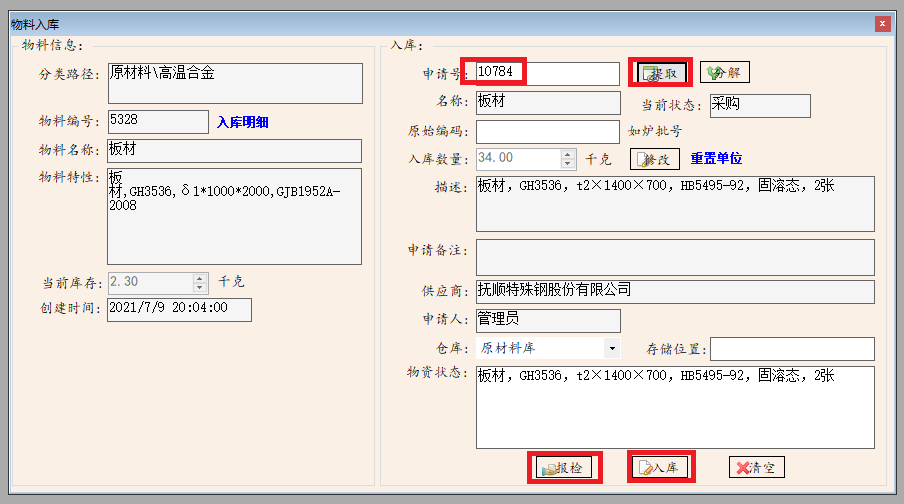 物料入库
物料信息:
分类路径: 原材料\高温合金
物料编号: 5328 入库明细
物料名称: 板材
物料特性: 板
材,GH3536,δ1*1000*2000,GJB1952A-
2008
当前库存: 2.30 千克
创建时间: 2021/7/9 20:04:00
入库:
申请号: 10784 提取 分解
名称: 板材 当前状态: 采购
原始编码: 如炉批号
入库数量: 34.00 千克 修改 重置单位
描述: 板材, GH3536, t2×1400×700, HB5495-92, 固溶态, 2张
申请备注:
供应商: 抚顺特殊钢股份有限公司
申请人: 管理员
仓库: 原材料库 存储位置:
物资状态: 板材, GH3536, t2×1400×700, HB5495-92, 固溶态, 2张
报检 入库 清空